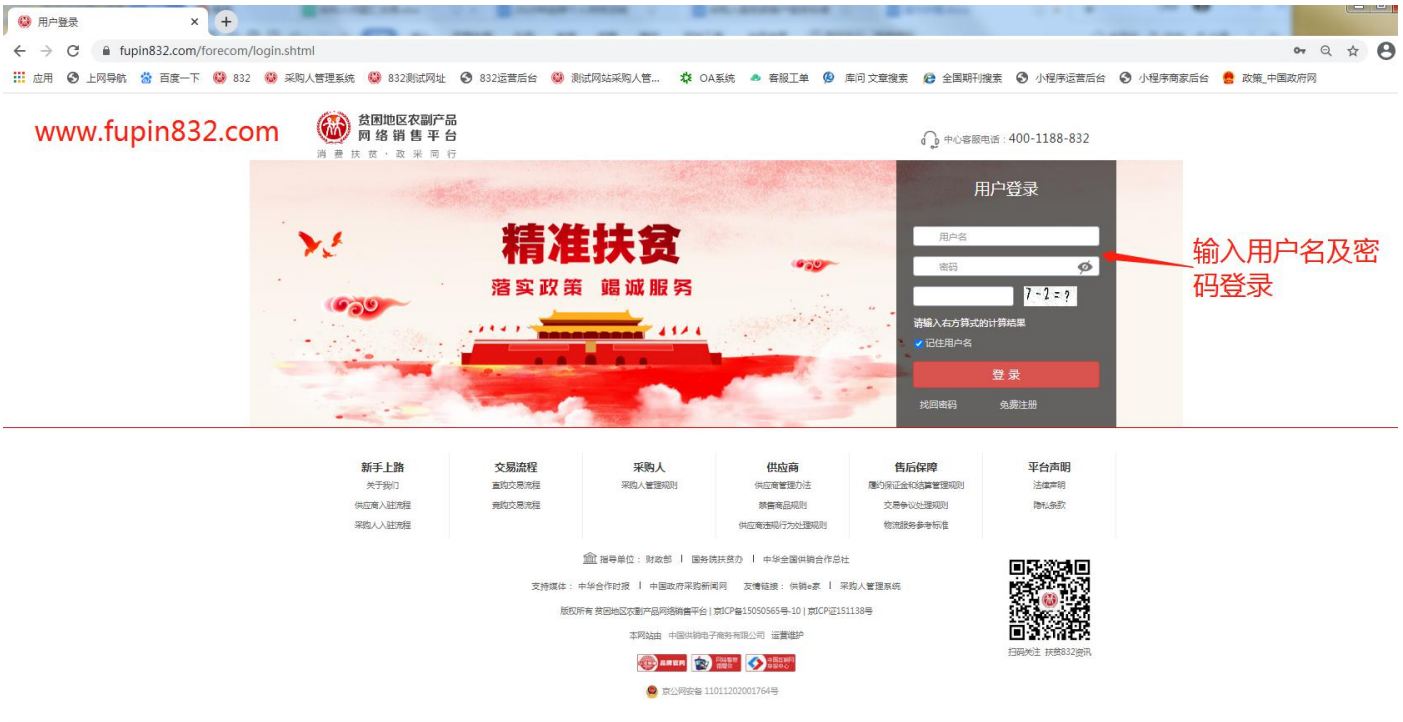 用户登录
fupin832.com/forecom/login.shtml
应用 上网导航 百度一下 832 采购人管理系统 832测试网址 832运营后台 测试网站采购人管... OA系统 客服工单 库问 文章搜索 全国期刊搜索 小程序运营后台 小程序商家后台 政策_中国政府网
www.fupin832.com
贫困地区农副产品
网络销售平台
消费扶贫·政采同行
中心客服电话：400-1188-832
精准扶贫
落实政策 竭诚服务
用户登录
用户名
密码
7-2=?
请输入右方算式的计算结果
记住用户名
登录
找回密码 免费注册
输入用户名及密
码登录
新手上路 交易流程 采购人 供应商 售后保障 平台声明
关于我们 直购交易流程 采购人管理规则 供应商管理办法 履约保证金和结算管理规则 法律声明
供应商入驻流程 竞购交易流程 禁售商品规则 交易争议处理规则 隐私条款
采购人入驻流程 供应商违规行为处理规则 物流服务参考标准
指导单位：财政部 | 国务院扶贫办 | 中华全国供销合作总社
支持媒体：中华合作时报 | 中国政府采购新闻网 友情链接：供销e家 | 采购人管理系统
版权所有 贫困地区农副产品网络销售平台 | 京ICP备15050565号-10 | 京ICP证151138号
本网站由 中国供销电子商务有限公司 运营维护
品牌官网
京公网安备 11011202001764号
扫码关注 扶贫832资讯